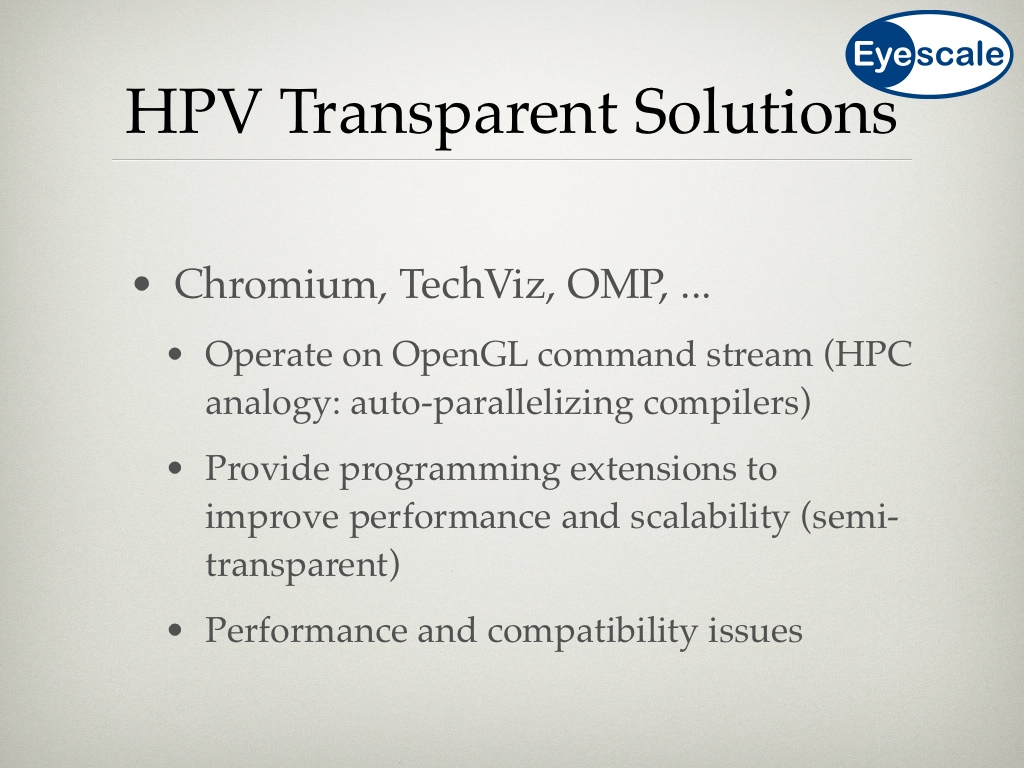 Eyescale
HPV Transparent Solutions
• Chromium, TechViz, OMP, ...
• Operate on OpenGL command stream (HPC
analogy: auto-parallelizing compilers)
• Provide programming extensions to
improve performance and scalability (semi-
transparent)
• Performance and compatibility issues